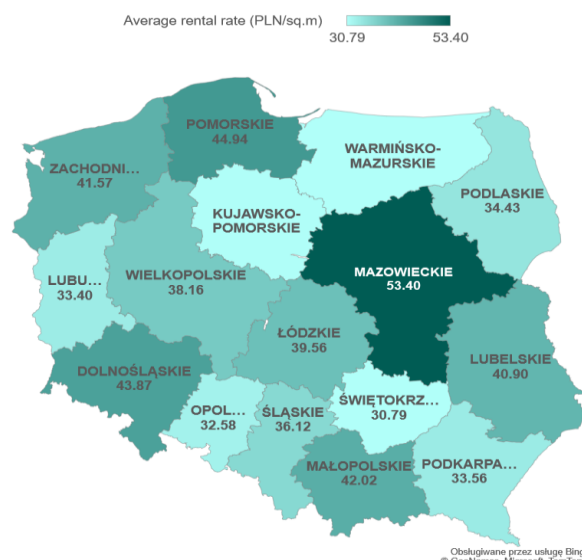 Average rental rate (PLN/sq.m)
30.79 53.40
POMORSKIE
44.94
WARMIŃSKO-
MAZURSKIE
ZACHODNI...
41.57
PODLASKIE
34.43
KUJAWSKO-
POMORSKIE
MAZOWIECKIE
53.40
LUBU...
33.40
WIELKOPOLSKIE
38.16
ŁÓDZKIE
39.56
LUBELSKIE
40.90
DOLNOŚLĄSKIE
43.87
OPOL...
32.58
ŚLĄSKIE
36.12
ŚWIĘTOKRZ...
30.79
MAŁOPOLSKIE
42.02
PODKARPA...
33.56
Obsługiwane przez usługę Bing